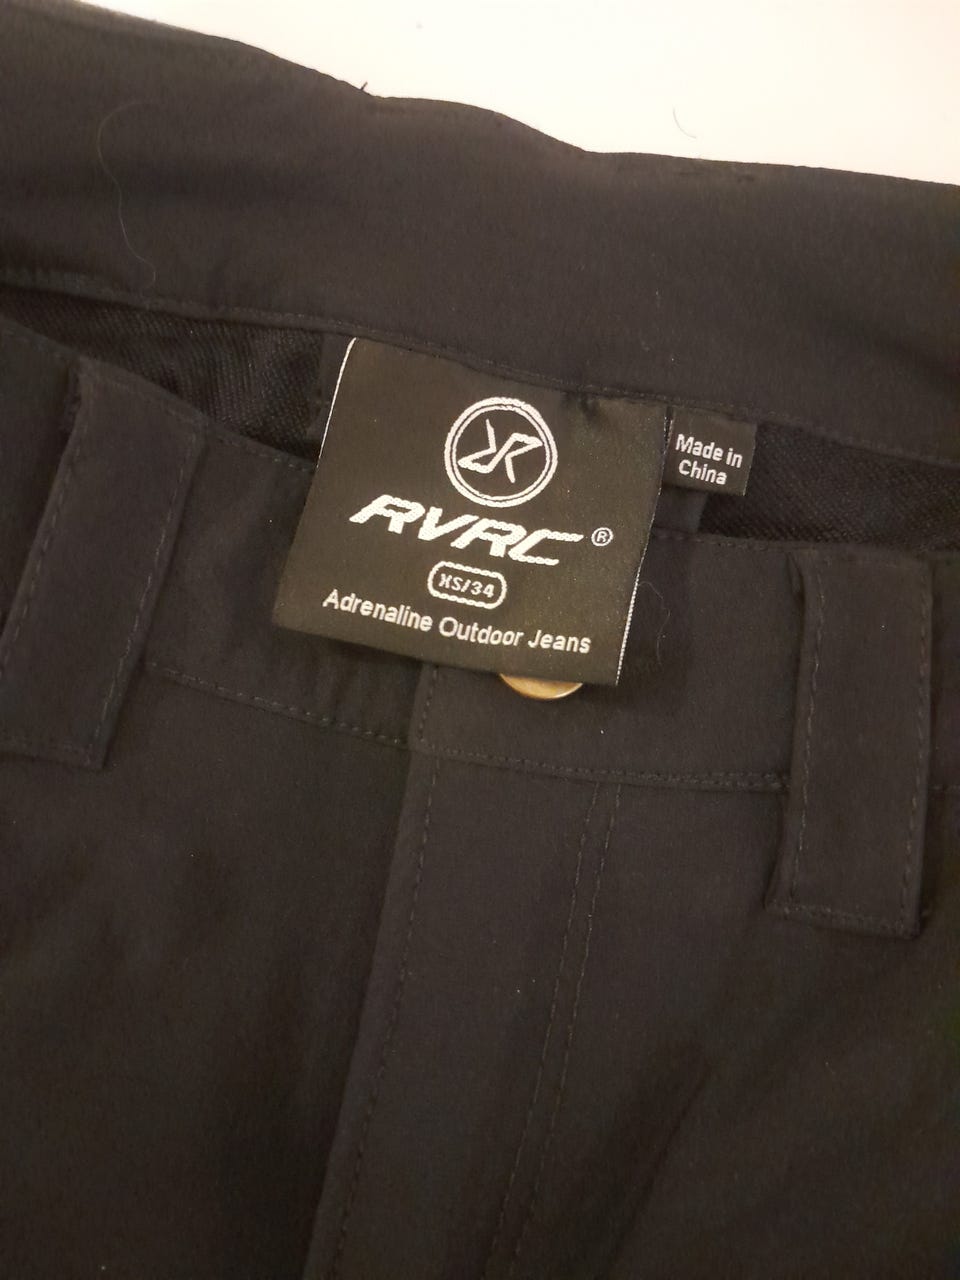 RVRC®
XS/34
Adrenaline Outdoor Jeans
Made in
China